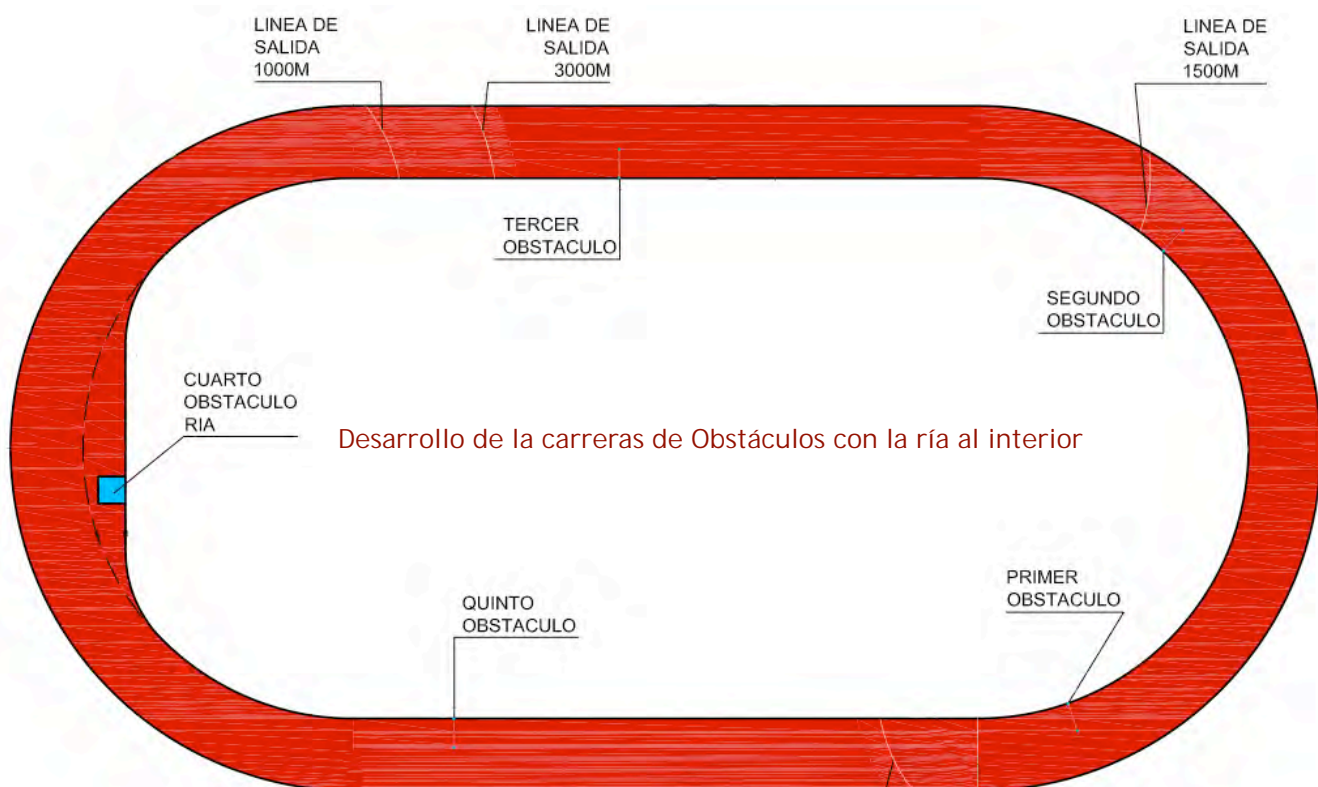 LINEA DE
SALIDA
1000M
LINEA DE
SALIDA
3000M
LINEA DE
SALIDA
1500M
TERCER
OBSTACULO
SEGUNDO
OBSTACULO
CUARTO
OBSTACULO
RIA
Desarrollo de la carreras de Obstáculos con la ría al interior
QUINTO
OBSTACULO
PRIMER
OBSTACULO